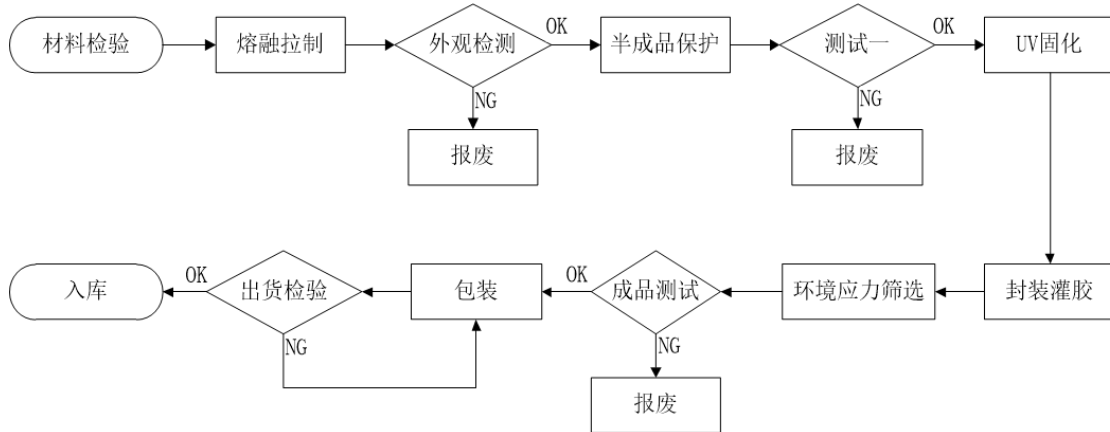 材料检验
熔融拉制
外观检测
OK
半成品保护
测试一
OK
UV固化
NG
报废
NG
报废
入库
OK
出货检验
包装
OK
成品测试
环境应力筛选
封装灌胶
NG
NG
报废